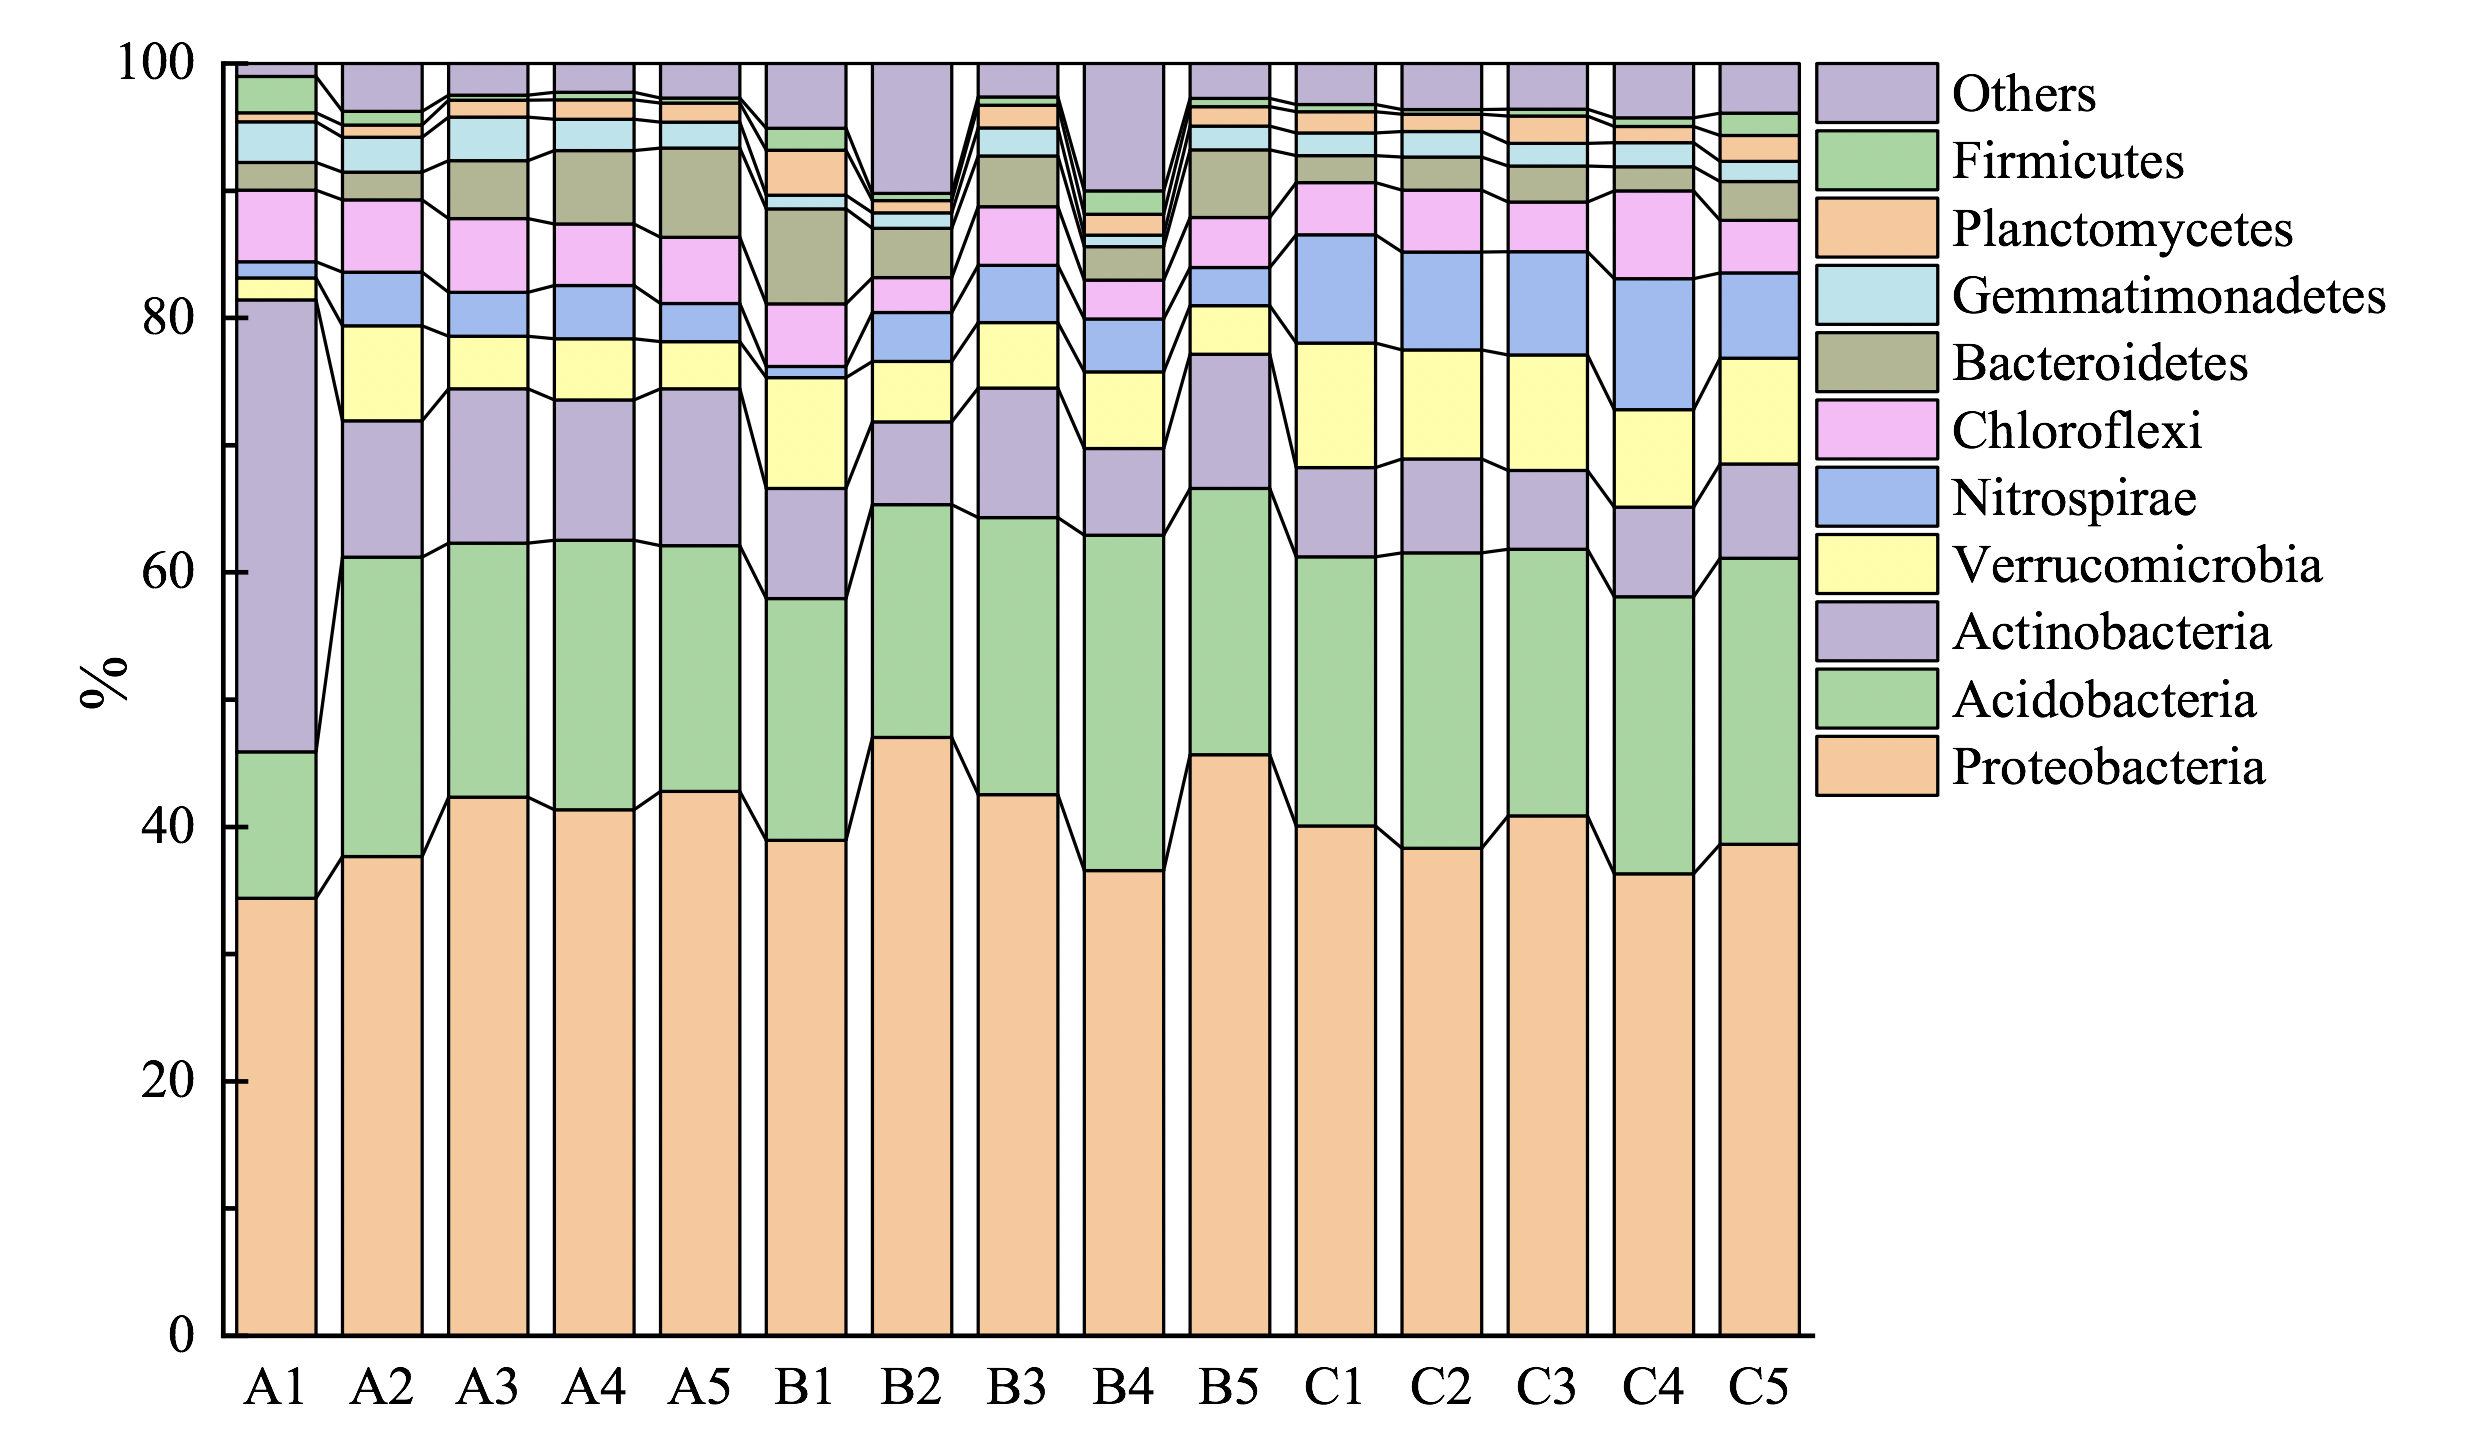 100
80
60
40
20
0
%
A1 A2 A3 A4 A5 B1 B2 B3 B4 B5 C1 C2 C3 C4 C5
Others
Firmicutes
Planctomycetes
Gemmatimonadetes
Bacteroidetes
Chloroflexi
Nitrospirae
Verrucomicrobia
Actinobacteria
Acidobacteria
Proteobacteria